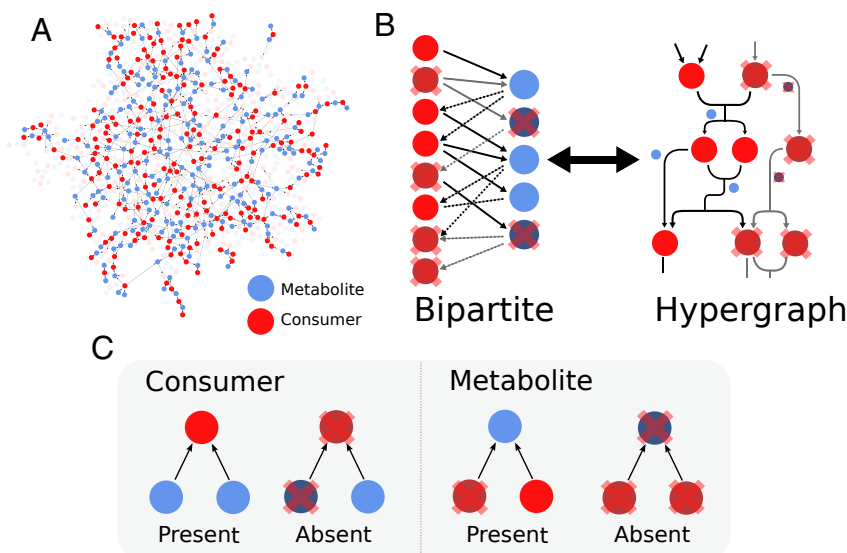 A
B
Metabolite
Consumer
Bipartite
Hypergraph
C
Consumer
Metabolite
Present
Absent
Present
Absent